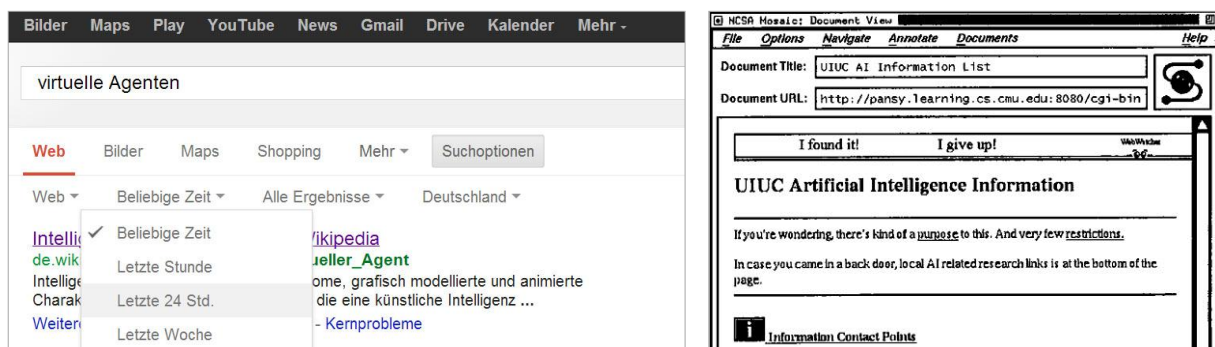 Bilder Maps Play YouTube News Gmail Drive Kalender Mehr
virtuelle Agenten
Web Bilder Maps Shopping Mehr Suchoptionen
Web Beliebige Zeit Alle Ergebnisse Deutschland
Beliebige Zeit
Letzte Stunde
Letzte 24 Std.
Letzte Woche
Intelli Wikipedia
de.wik ueller_Agent
Intellige ome, grafisch modellierte und animierte
Charak die eine künstliche Intelligenz ...
Weitere - Kernprobleme
NCSA Mosaic: Document View
File Options Navigate Annotate Documents Help
Document Title: UIUC AI Information List
Document URL: http://pansy.learning.cs.cmu.edu:8080/cgi-bin
I found it! I give up! WebWatcher
UIUC Artificial Intelligence Information
If you're wondering, there's kind of a purpose to this. And very few restrictions.
In case you came in a back door, local AI related research links is at the bottom of the
page.
i Information Contact Points